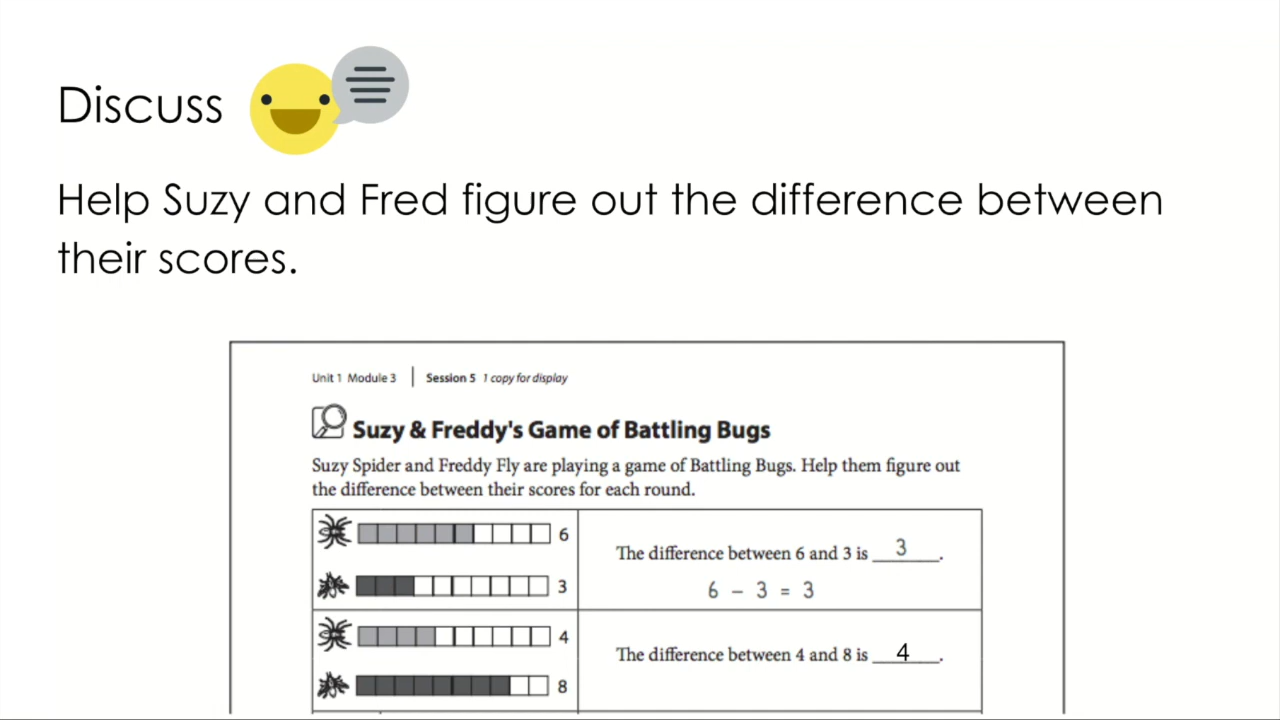 Discuss
Help Suzy and Fred figure out the difference between
their scores.
Unit 1 Module 3 | Session 5 1 copy for display
Suzy & Freddy's Game of Battling Bugs
Suzy Spider and Freddy Fly are playing a game of Battling Bugs. Help them figure out
the difference between their scores for each round.
6
The difference between 6 and 3 is 3.
3
6 – 3 = 3
4
The difference between 4 and 8 is 4.
8